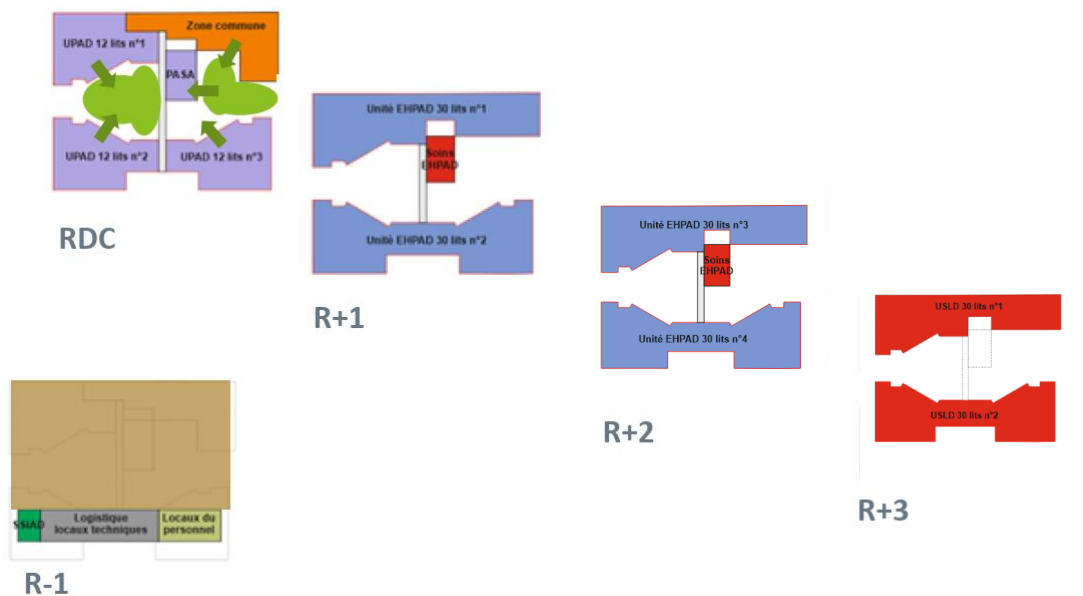 Zone commune
UPAD 12 lits n°1
PASA
UPAD 12 lits n°2
UPAD 12 lits n°3
RDC
Unité EHPAD 30 lits n°1
Soins
EHPAD
Unité EHPAD 30 lits n°2
R+1
Unité EHPAD 30 lits n°3
Soins
EHPAD
Unité EHPAD 30 lits n°4
R+2
USLD 30 lits n°1
USLD 30 lits n°2
R+3
SSIAD
Logistique
locaux techniques
Locaux du
personnel
R-1